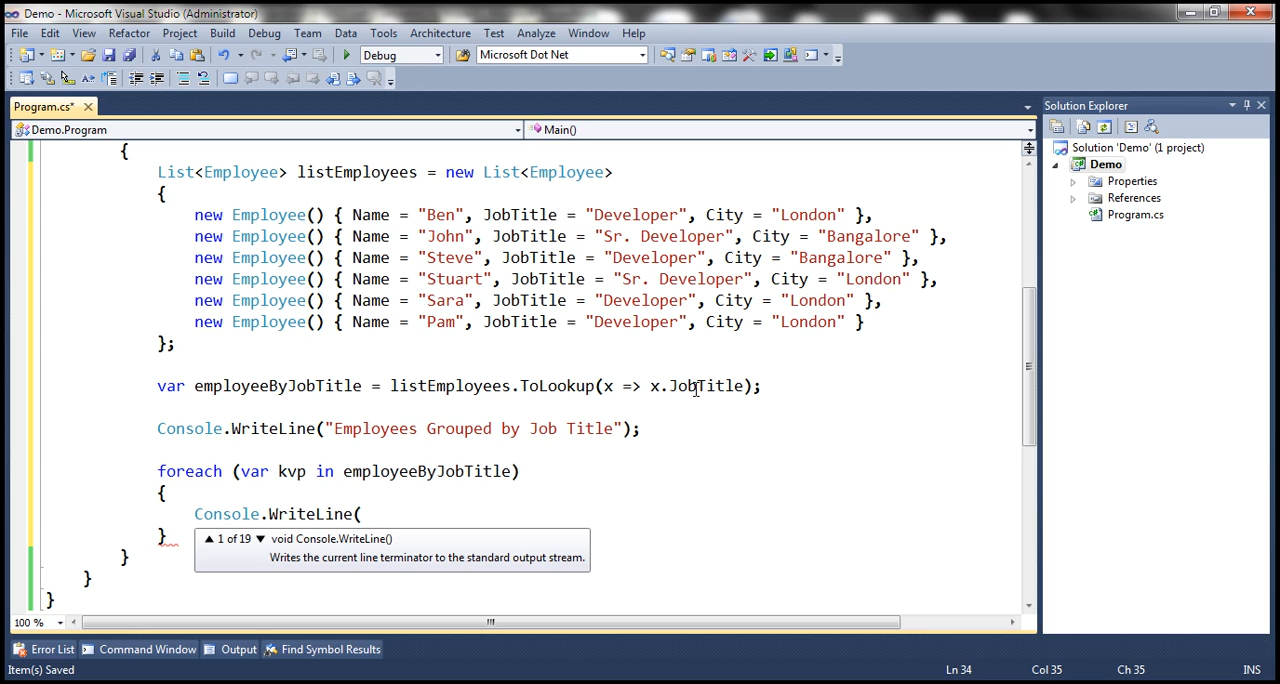 Demo - Microsoft Visual Studio (Administrator)
File Edit View Refactor Project Build Debug Team Data Tools Architecture Test Analyze Window Help
Debug Microsoft Dot Net
Program.cs*
Demo.Program Main()
{
List<Employee> listEmployees = new List<Employee>
{
new Employee() { Name = "Ben", JobTitle = "Developer", City = "London" },
new Employee() { Name = "John", JobTitle = "Sr. Developer", City = "Bangalore" },
new Employee() { Name = "Steve", JobTitle = "Developer", City = "Bangalore" },
new Employee() { Name = "Stuart", JobTitle = "Sr. Developer", City = "London" },
new Employee() { Name = "Sara", JobTitle = "Developer", City = "London" },
new Employee() { Name = "Pam", JobTitle = "Developer", City = "London" }
};
var employeeByJobTitle = listEmployees.ToLookup(x => x.JobTitle);
Console.WriteLine("Employees Grouped by Job Title");
foreach (var kvp in employeeByJobTitle)
{
Console.WriteLine(
}
1 of 19 void Console.WriteLine()
Writes the current line terminator to the standard output stream.
}
}
}
100 %
Solution Explorer
Solution 'Demo' (1 project)
Demo
Properties
References
Program.cs
Error List Command Window Output Find Symbol Results
Item(s) Saved Ln 34 Col 35 Ch 35 INS